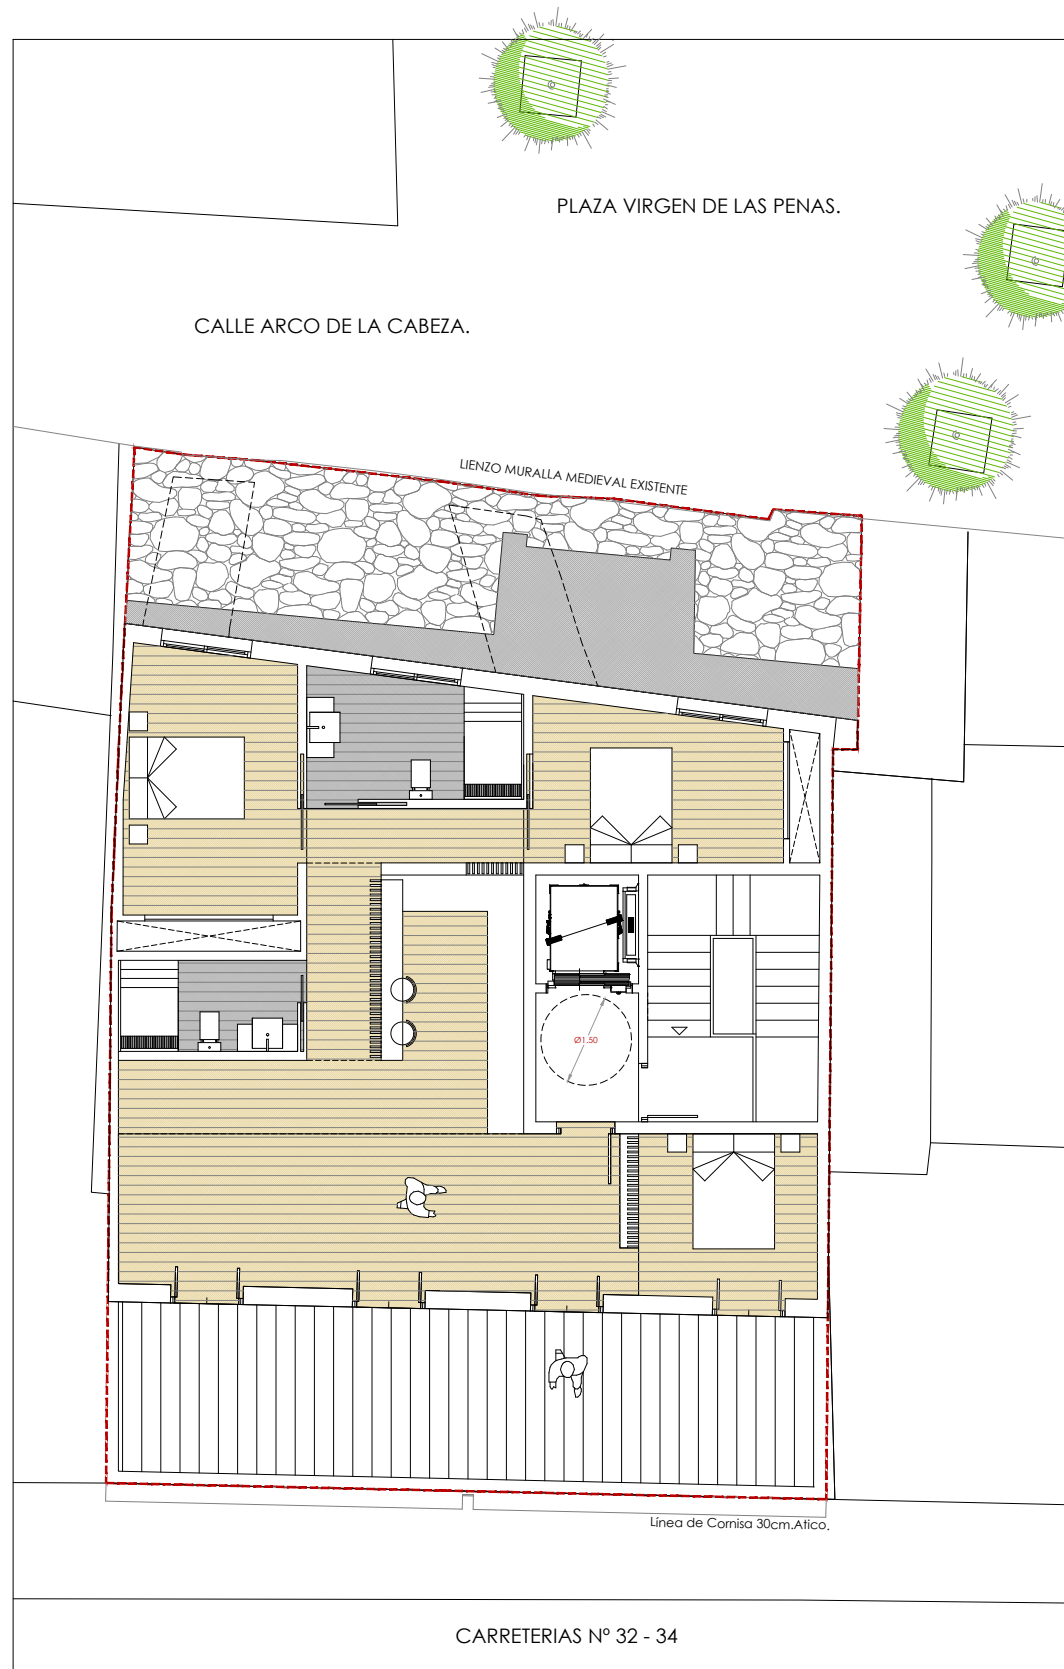 PLAZA VIRGEN DE LAS PENAS.
CALLE ARCO DE LA CABEZA.
LIENZO MURALLA MEDIEVAL EXISTENTE
Ø1.50
Línea de Cornisa 30cm.Atico.
CARRETERIAS Nº 32 - 34